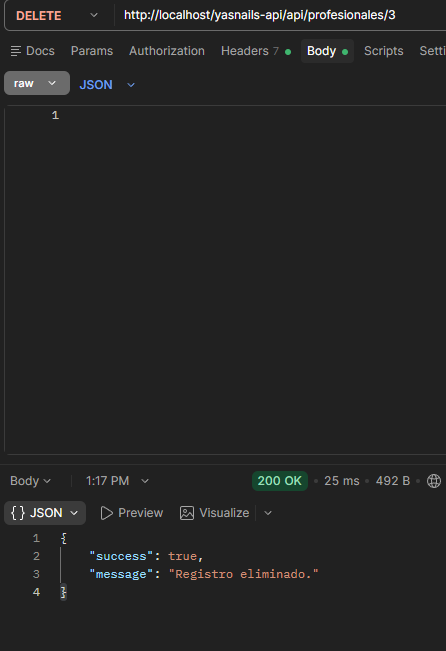 DELETE http://localhost/yasnails-api/api/profesionales/3
Docs Params Authorization Headers 7 Body Scripts Setti
raw JSON
1
Body 1:17 PM 200 OK 25 ms 492 B
{} JSON Preview Visualize
1 {
2 "success": true,
3 "message": "Registro eliminado."
4 }